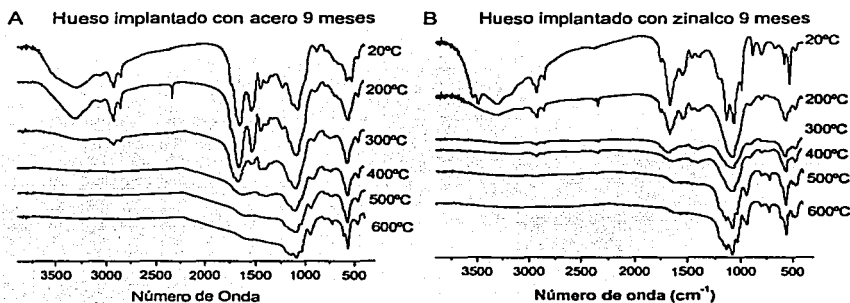 A Hueso implantado con acero 9 meses
20ºC
200ºC
300ºC
400ºC
500ºC
600ºC
3500 3000 2500 2000 1500 1000 500
Número de Onda
B Hueso implantado con zinalco 9 meses
20ºC
200ºC
300ºC
400ºC
500ºC
600ºC
3500 3000 2500 2000 1500 1000 500
Número de onda (cm⁻¹)